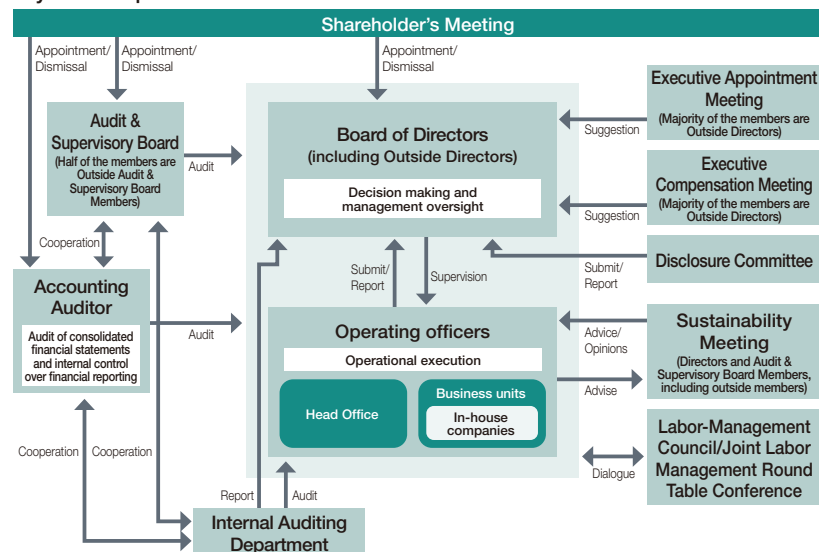 Shareholder's Meeting
Appointment/
Dismissal
Appointment/
Dismissal
Appointment/
Dismissal
Audit &
Supervisory Board
(Half of the members are
Outside Audit &
Supervisory Board
Members)
Audit
Board of Directors
(including Outside Directors)
Decision making and
management oversight
Suggestion
Executive Appointment
Meeting
(Majority of the members are
Outside Directors)
Suggestion
Executive
Compensation Meeting
(Majority of the members are
Outside Directors)
Cooperation
Submit/
Report
Supervision
Submit/
Report
Disclosure Committee
Accounting
Auditor
Audit of consolidated
financial statements
and internal control
over financial reporting
Audit
Operating officers
Operational execution
Head Office
Business units
In-house
companies
Advice/
Opinions
Advise
Sustainability
Meeting
(Directors and Audit &
Supervisory Board Members,
including outside members)
Dialogue
Labor-Management
Council/Joint Labor
Management Round
Table Conference
Cooperation
Cooperation
Report
Audit
Internal Auditing
Department